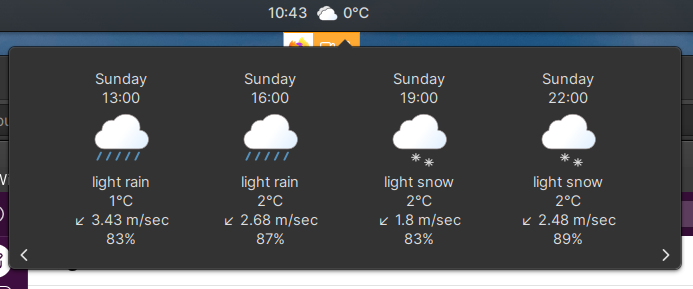 10:43 0°C
Sunday Sunday Sunday Sunday
13:00 16:00 19:00 22:00
light rain light rain light snow light snow
1°C 2°C 2°C 2°C
↙ 3.43 m/sec ↙ 2.68 m/sec ↙ 1.8 m/sec ↙ 2.48 m/sec
83% 87% 83% 89%